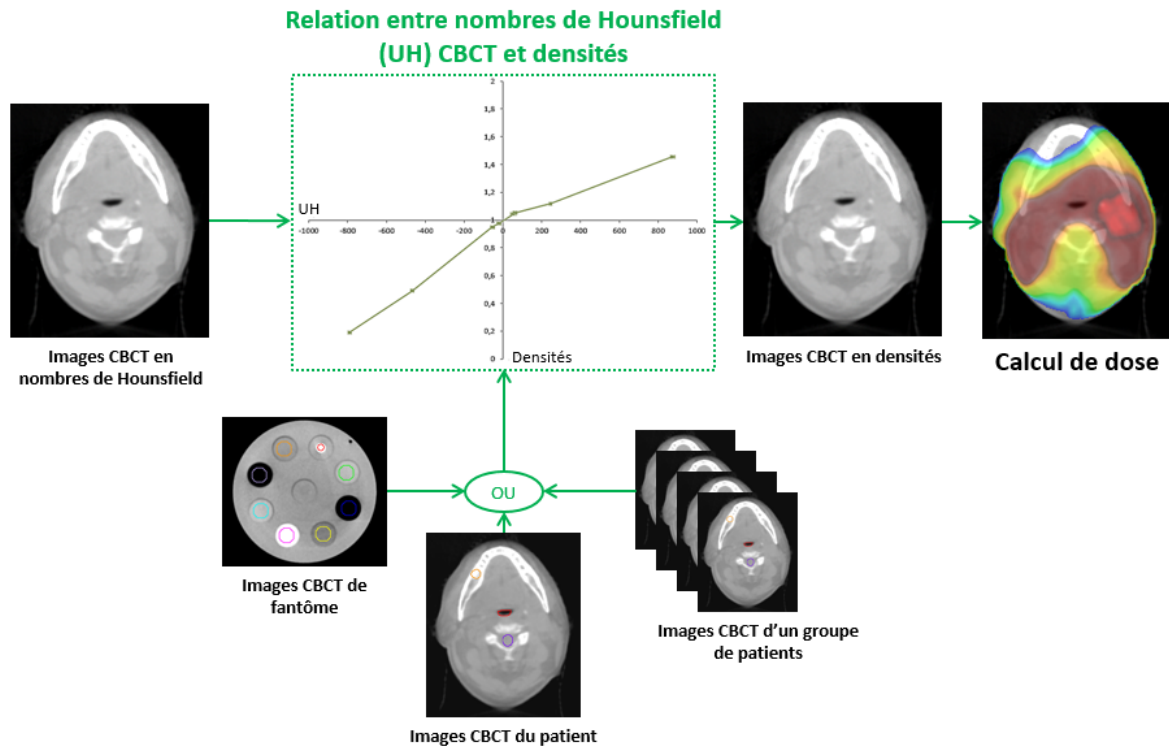 Relation entre nombres de Hounsfield
(UH) CBCT et densités
2
1,8
1,6
1,4
1,2
1
0,8
0,6
0,4
0,2
0
UH
-1000 -800 -600 -400 -200 0 200 400 600 800 1000
Densités
Images CBCT en
nombres de Hounsfield
Images CBCT en densités
Calcul de dose
OU
Images CBCT de
fantôme
Images CBCT du patient
Images CBCT d'un groupe
de patients